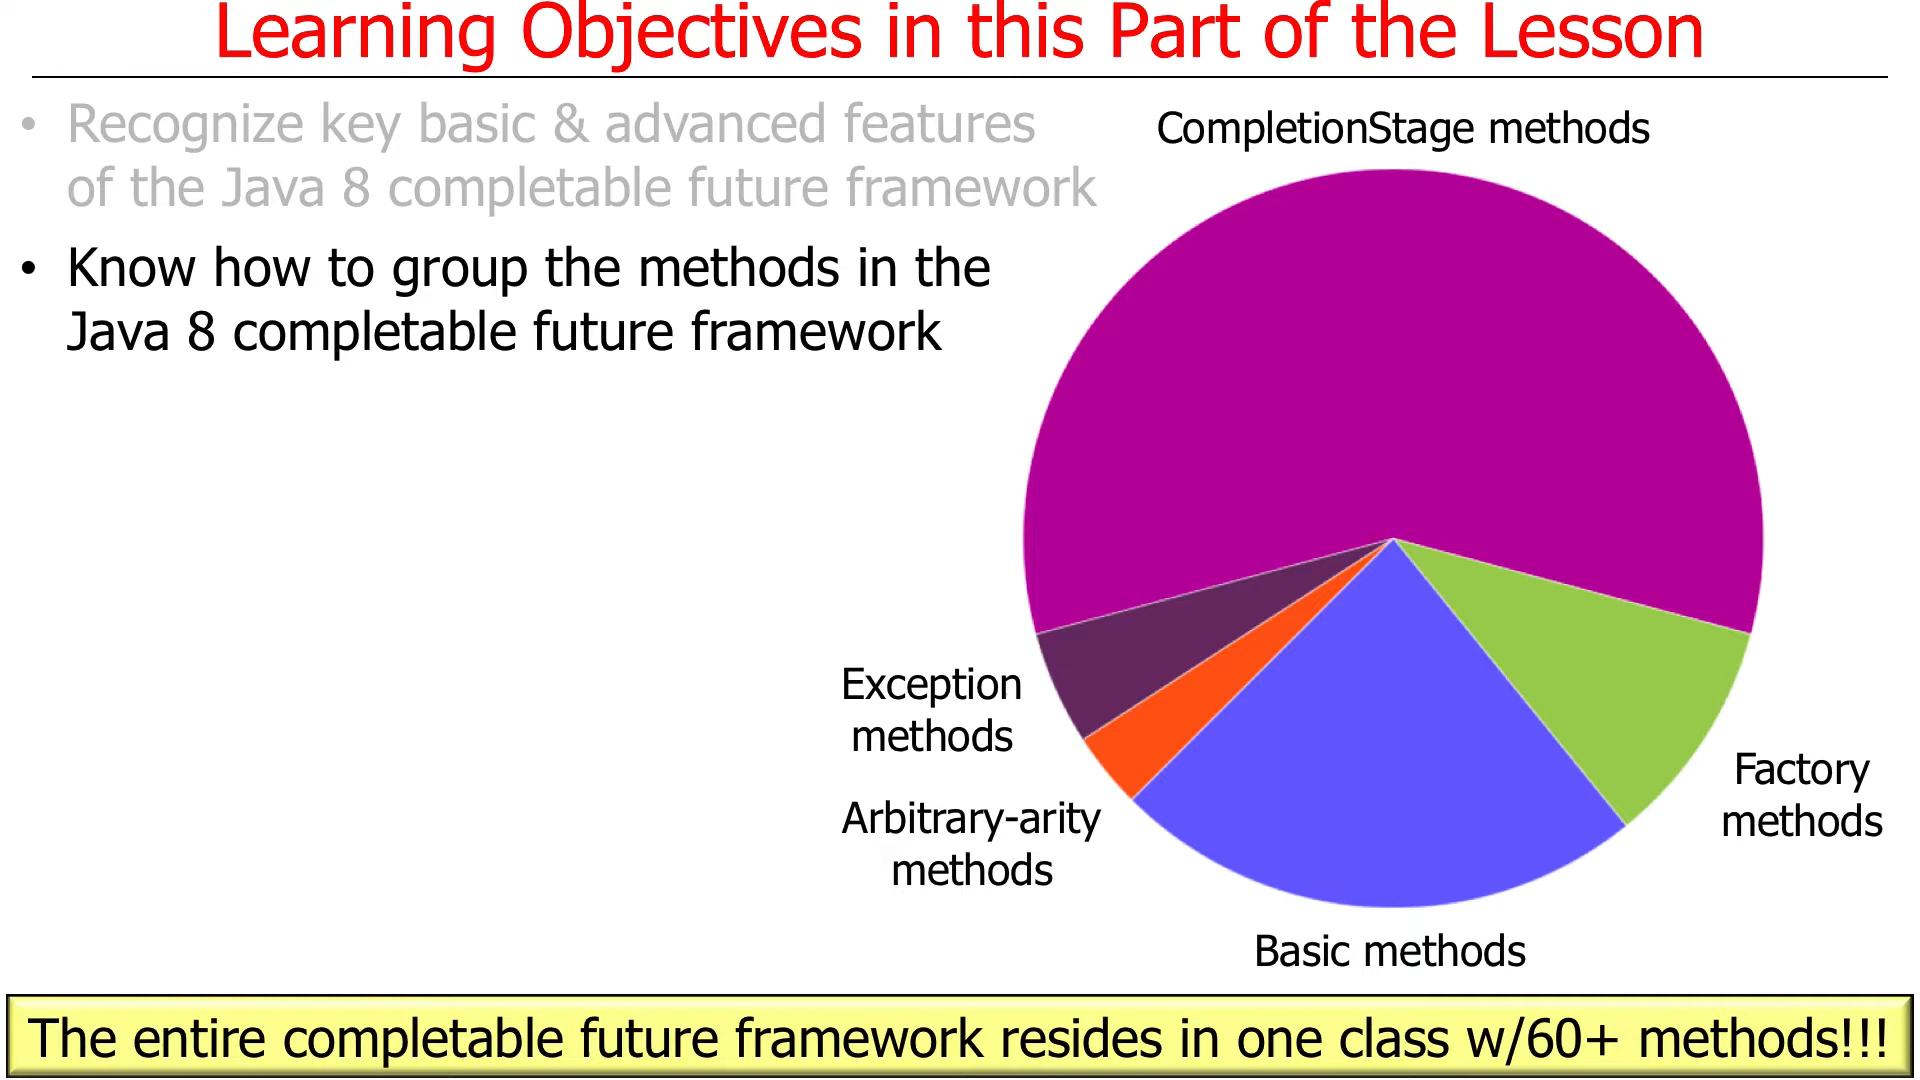 Learning Objectives in this Part of the Lesson
• Recognize key basic & advanced features
of the Java 8 completable future framework
• Know how to group the methods in the
Java 8 completable future framework
CompletionStage methods
Exception
methods
Arbitrary-arity
methods
Factory
methods
Basic methods
The entire completable future framework resides in one class w/60+ methods!!!